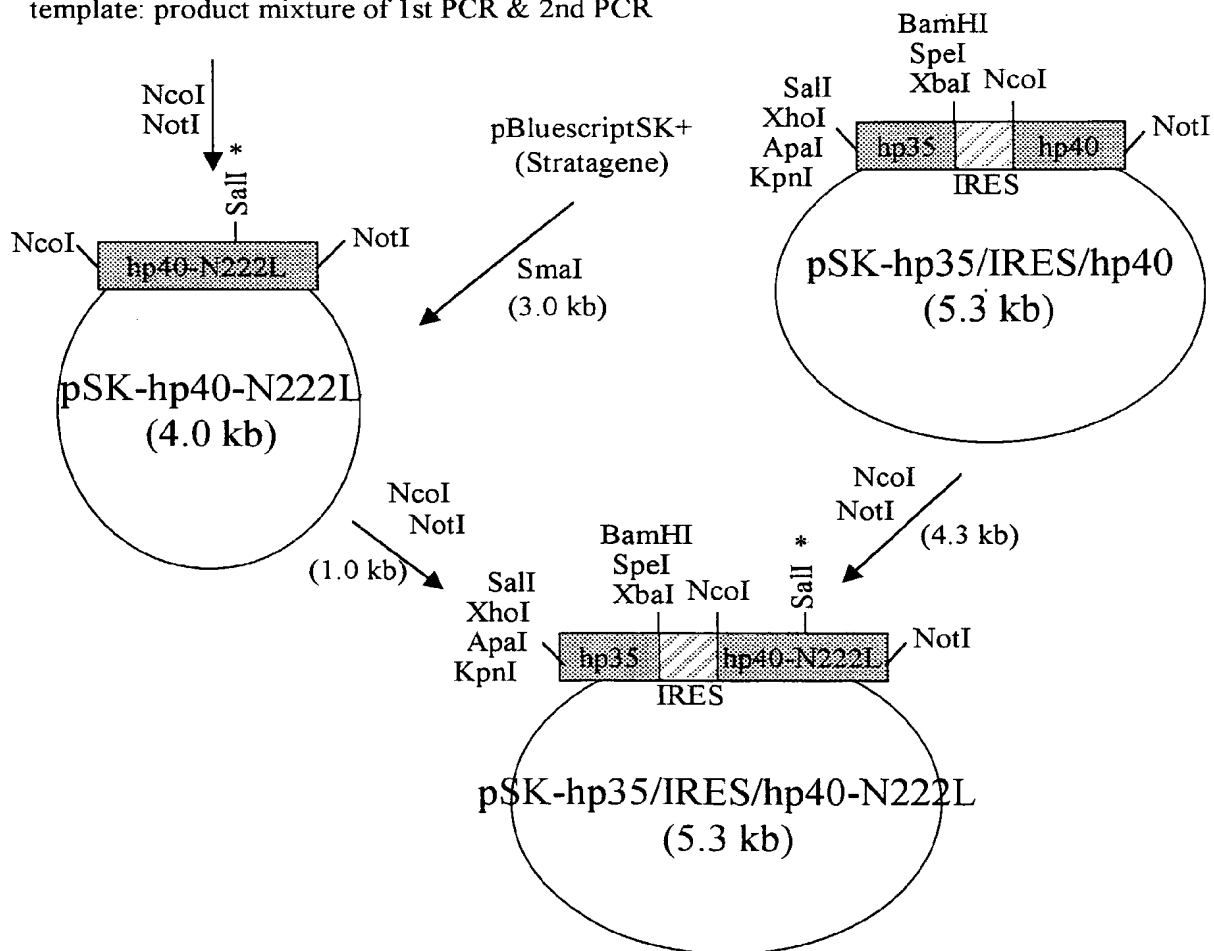 template: product mixture of 1st PCR & 2nd PCR
NcoI
NotI
SalI *
NcoI
NotI
hp40-N222L
pSK-hp40-N222L
(4.0 kb)
pBluescriptSK+
(Stratagene)
SmaI
(3.0 kb)
BamHI
SpeI
XbaI NcoI
SalI
XhoI
ApaI
KpnI
hp35
hp40
NotI
IRES
pSK-hp35/IRES/hp40
(5.3 kb)
NcoI
NotI
(1.0 kb)
NcoI
NotI
(4.3 kb)
BamHI
SpeI
XbaI NcoI
SalI *
SalI
XhoI
ApaI
KpnI
hp35
hp40-N222L
NotI
IRES
pSK-hp35/IRES/hp40-N222L
(5.3 kb)